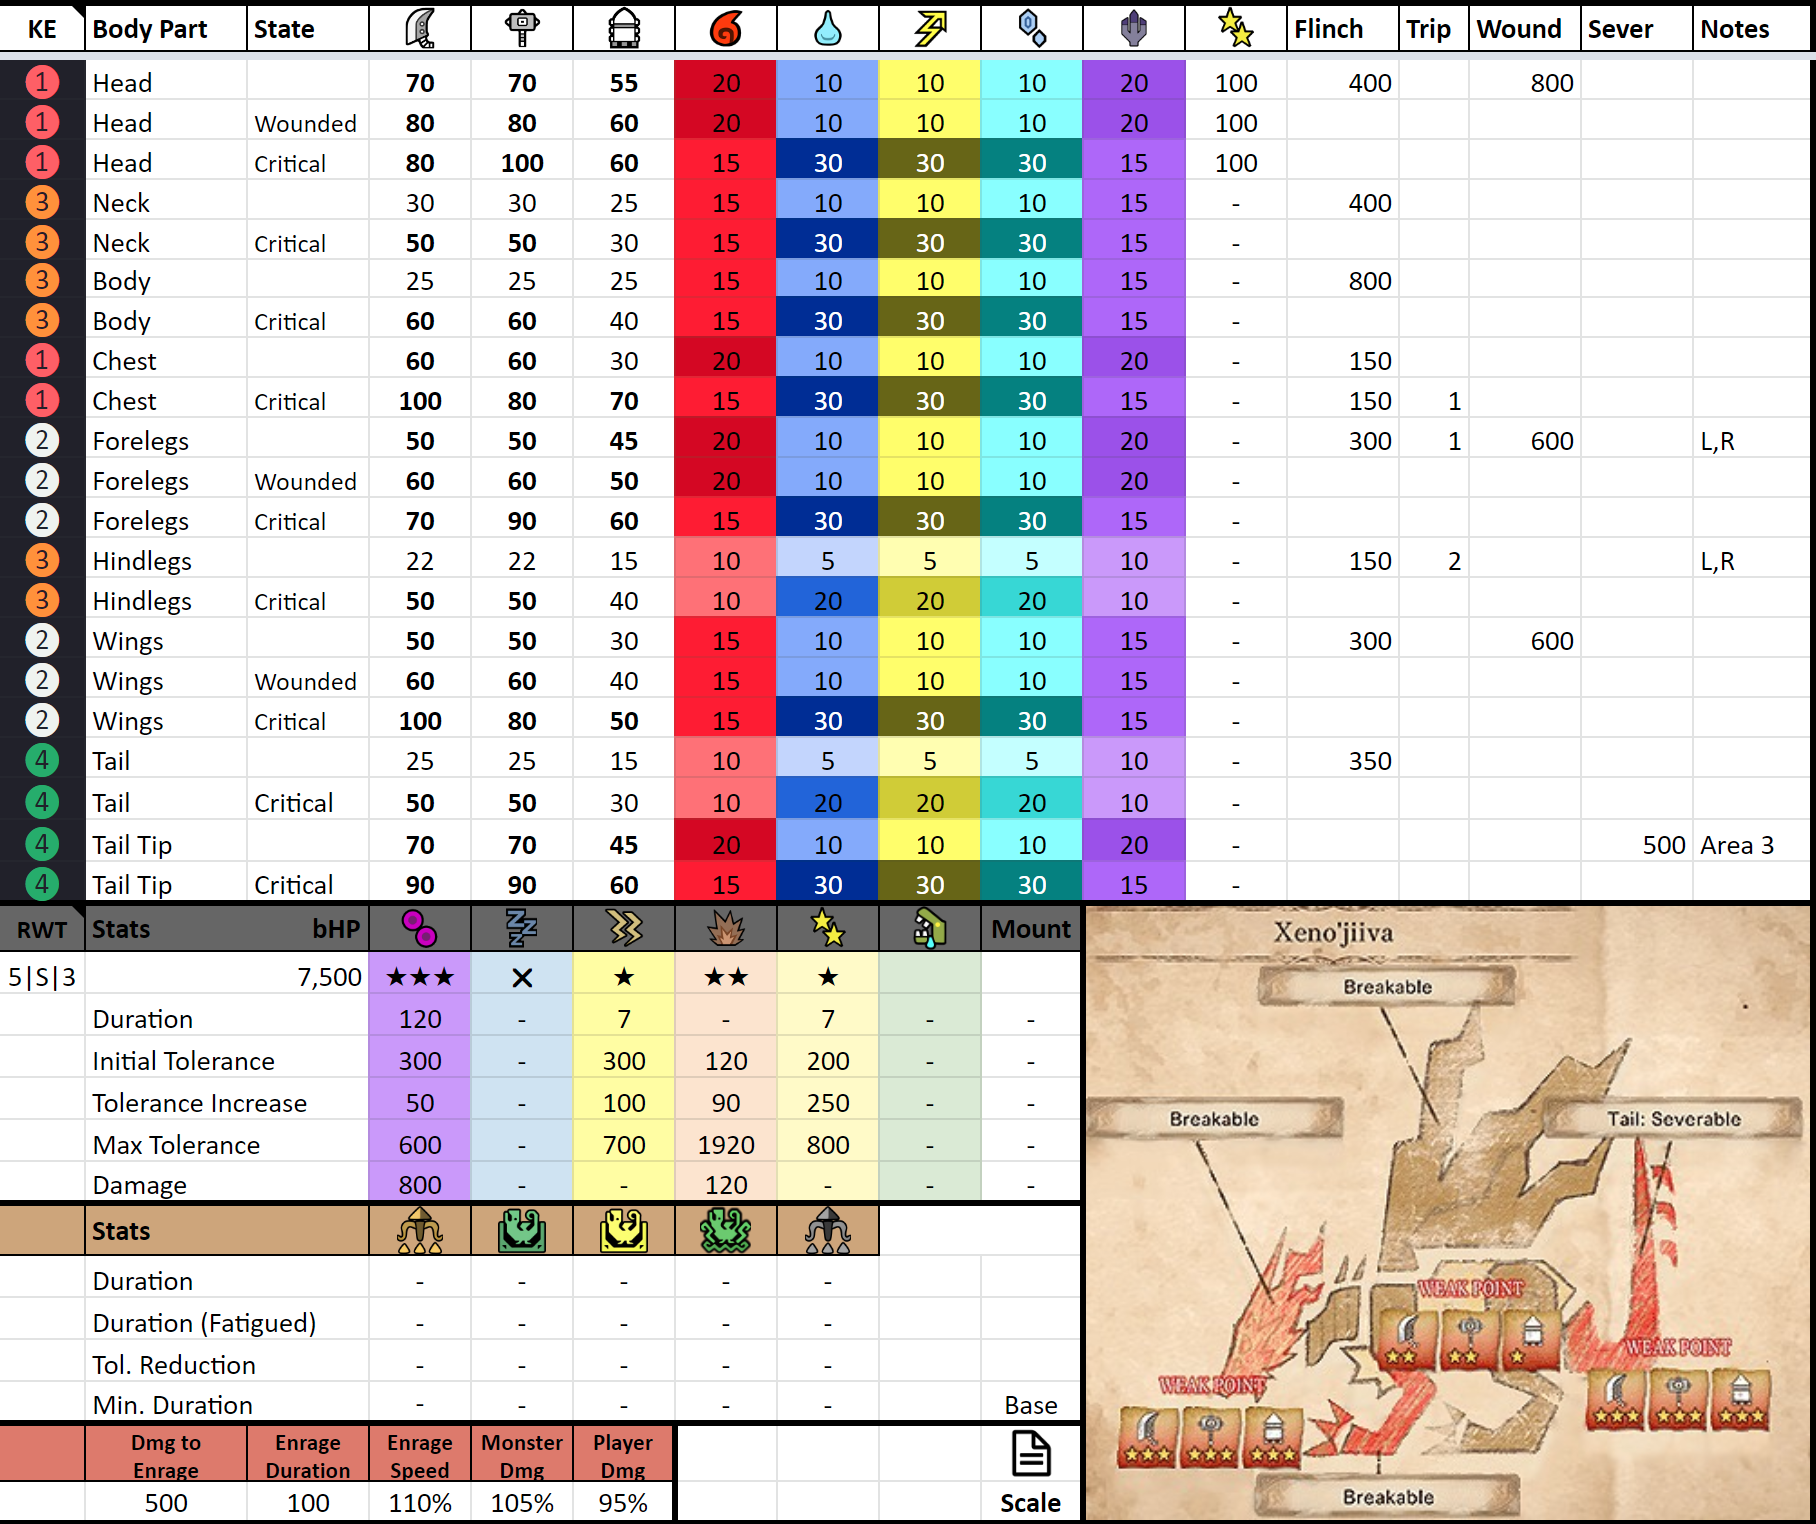 KE Body Part State Flinch Trip Wound Sever Notes
1 Head 70 70 55 20 10 10 10 20 100 400 800
1 Head Wounded 80 80 60 20 10 10 10 20 100
1 Head Critical 80 100 60 15 30 30 30 15 100
3 Neck 30 30 25 15 10 10 10 15 - 400
3 Neck Critical 50 50 30 15 30 30 30 15 -
3 Body 25 25 25 15 10 10 10 15 - 800
3 Body Critical 60 60 40 15 30 30 30 15 -
1 Chest 60 60 30 20 10 10 10 20 - 150
1 Chest Critical 100 80 70 15 30 30 30 15 - 150 1
2 Forelegs 50 50 45 20 10 10 10 20 - 300 1 600 L,R
2 Forelegs Wounded 60 60 50 20 10 10 10 20 -
2 Forelegs Critical 70 90 60 15 30 30 30 15 -
3 Hindlegs 22 22 15 10 5 5 5 10 - 150 2 L,R
3 Hindlegs Critical 50 50 40 10 20 20 20 10 -
2 Wings 50 50 30 15 10 10 10 15 - 300 600
2 Wings Wounded 60 60 40 15 10 10 10 15 -
2 Wings Critical 100 80 50 15 30 30 30 15 -
4 Tail 25 25 15 10 5 5 5 10 - 350
4 Tail Critical 50 50 30 10 20 20 20 10 -
4 Tail Tip 70 70 45 20 10 10 10 20 - 500 Area 3
4 Tail Tip Critical 90 90 60 15 30 30 30 15 -
RWT Stats bHP Mount
5|S|3 7,500 ★★★ ✕ ★ ★★ ★
Duration 120 - 7 - 7 - -
Initial Tolerance 300 - 300 120 200 - -
Tolerance Increase 50 - 100 90 250 - -
Max Tolerance 600 - 700 1920 800 - -
Damage 800 - - 120 - - -
Stats
Duration - - - - -
Duration (Fatigued) - - - - -
Tol. Reduction - - - - -
Min. Duration - - - - - Base
Dmg to Enrage Enrage Duration Enrage Speed Monster Dmg Player Dmg
500 100 110% 105% 95% Scale
Xeno'jiiva
Breakable
Breakable
Tail: Severable
WEAK POINT
★★ ★★ ★
WEAK POINT
★★★ ★★★ ★★★
WEAK POINT
★★★ ★★★ ★★★
Breakable